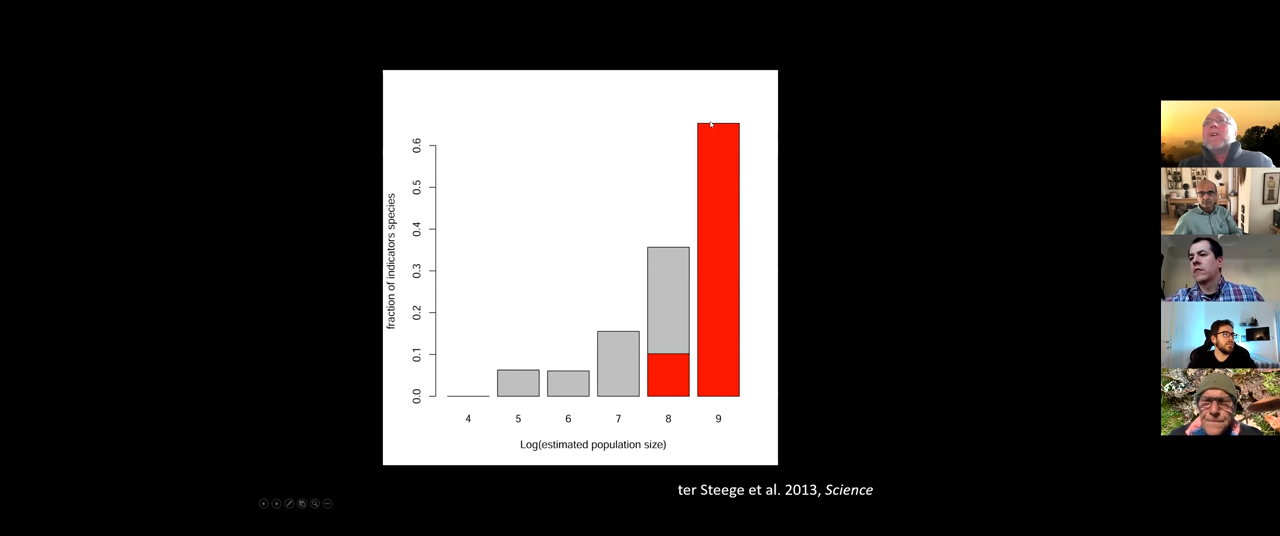 fraction of indicators species
0.6
0.5
0.4
0.3
0.2
0.1
0.0
4 5 6 7 8 9
Log(estimated population size)
ter Steege et al. 2013, Science